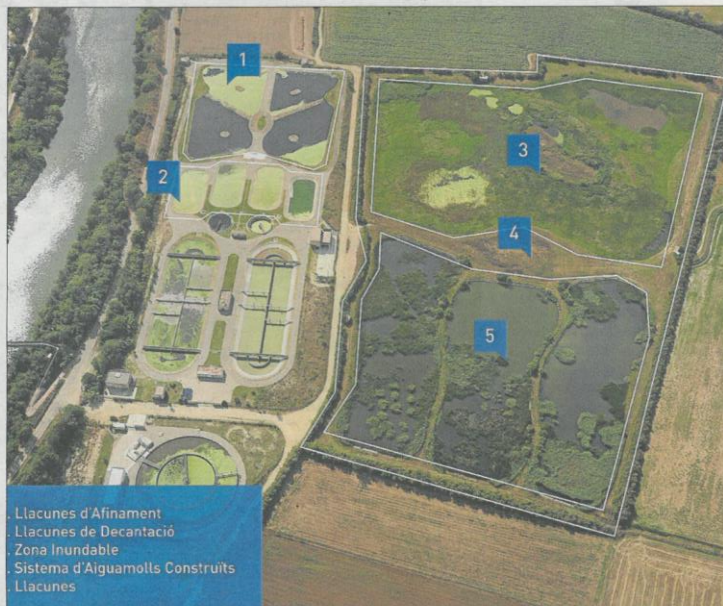 1
2
3
4
5
. Llacunes d'Afinament
. Llacunes de Decantació
. Zona Inundable
. Sistema d'Aiguamolls Construïts
. Llacunes